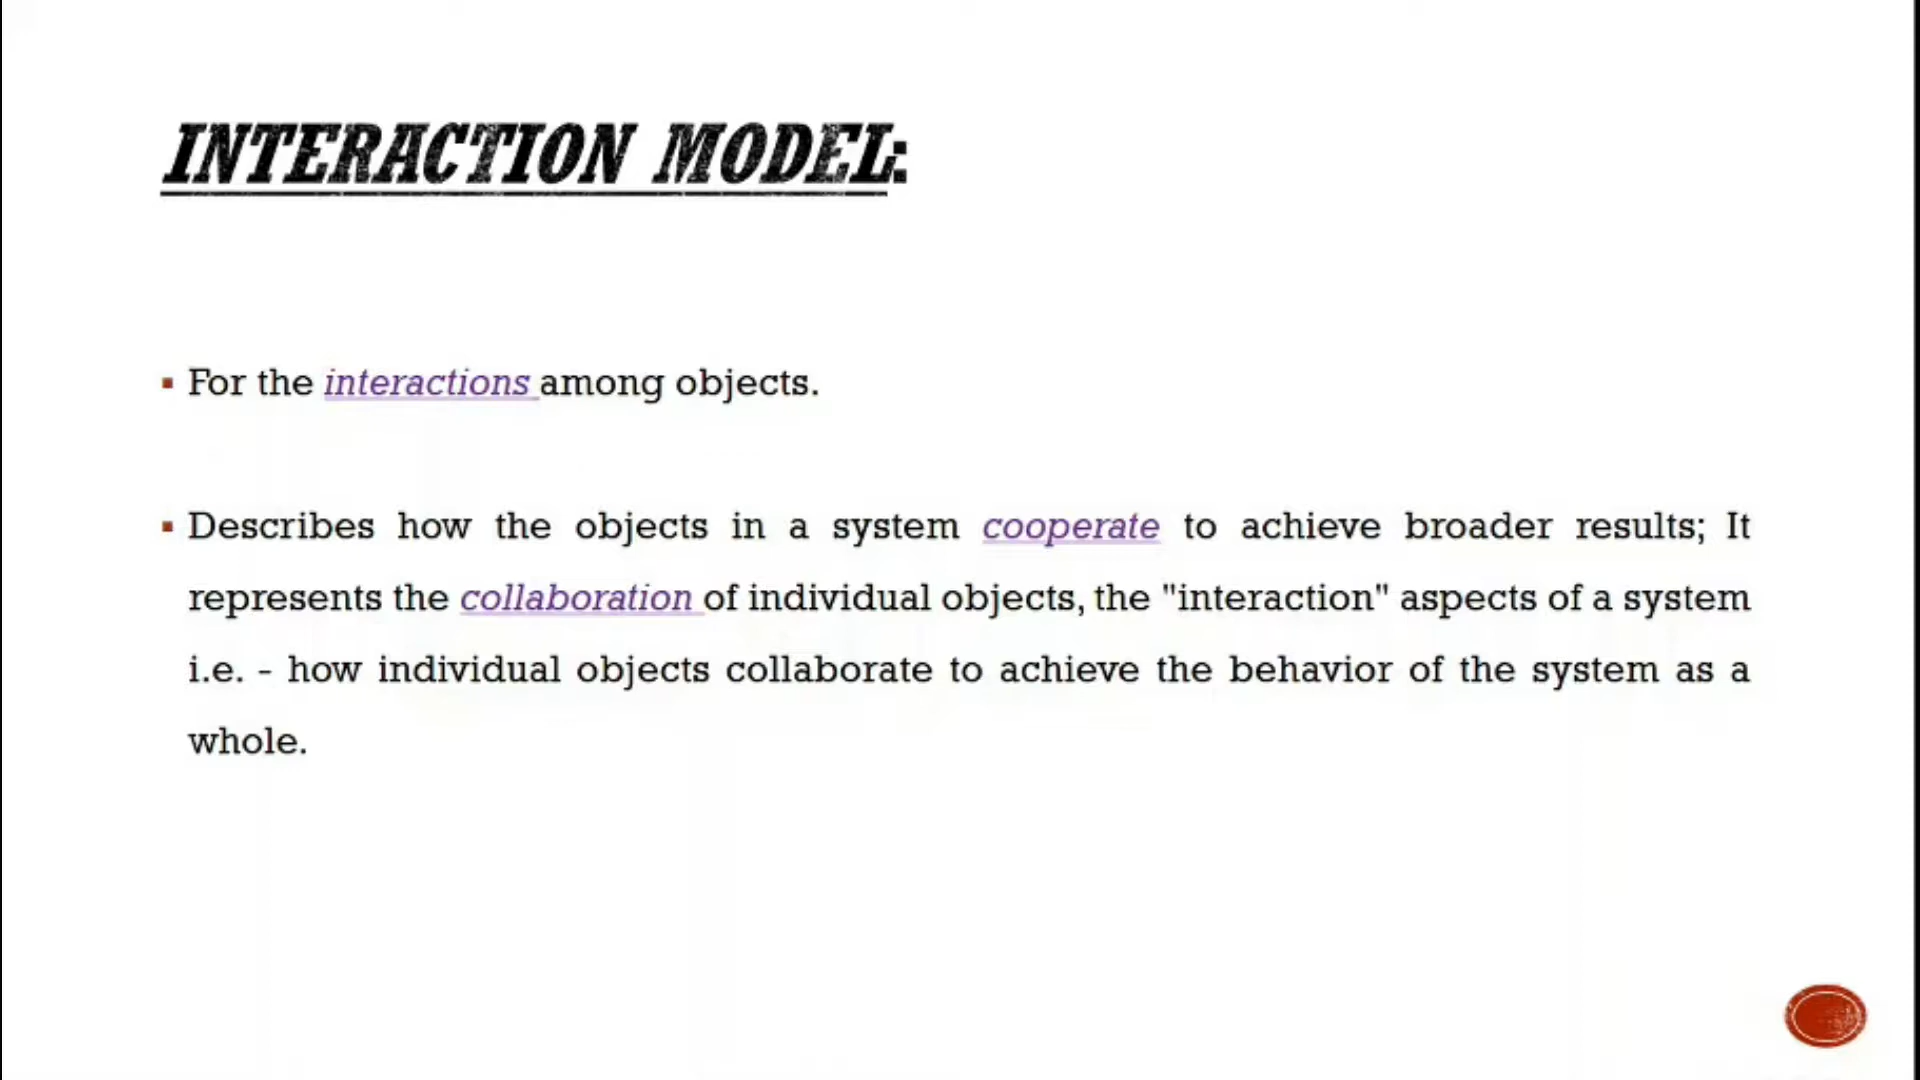 INTERACTION MODEL:
▪ For the interactions among objects.
▪ Describes how the objects in a system cooperate to achieve broader results; It
represents the collaboration of individual objects, the "interaction" aspects of a system
i.e. - how individual objects collaborate to achieve the behavior of the system as a
whole.